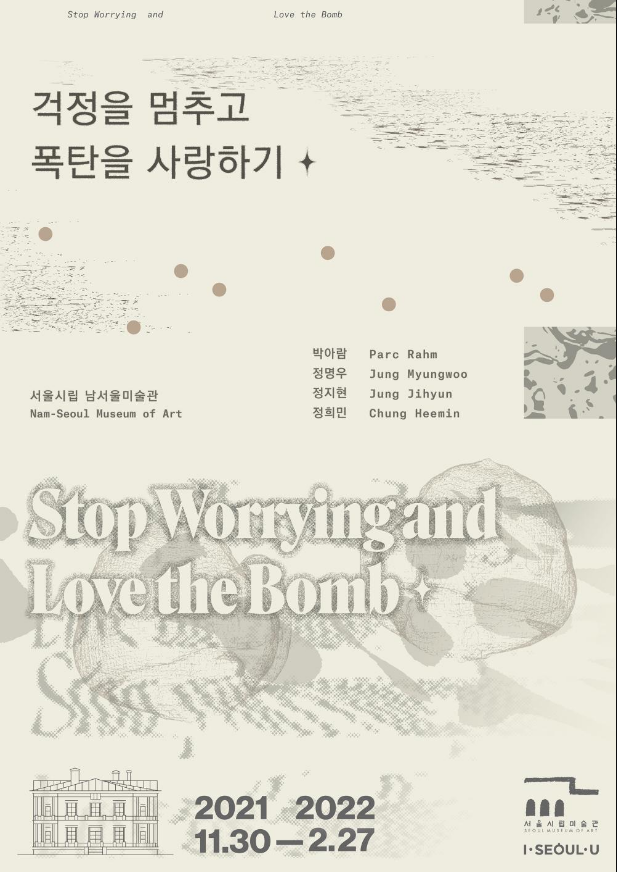 Stop Worrying and Love the Bomb
걱정을 멈추고
폭탄을 사랑하기
박아람 Parc Rahm
정명우 Jung Myungwoo
정지현 Jung Jihyun
정희민 Chung Heemin
서울시립 남서울미술관
Nam-Seoul Museum of Art
Stop Worrying and
Love the Bomb
2021 2022
11.30—2.27
서울시립미술관
SEOUL MUSEUM OF ART
I·SEOUL·U